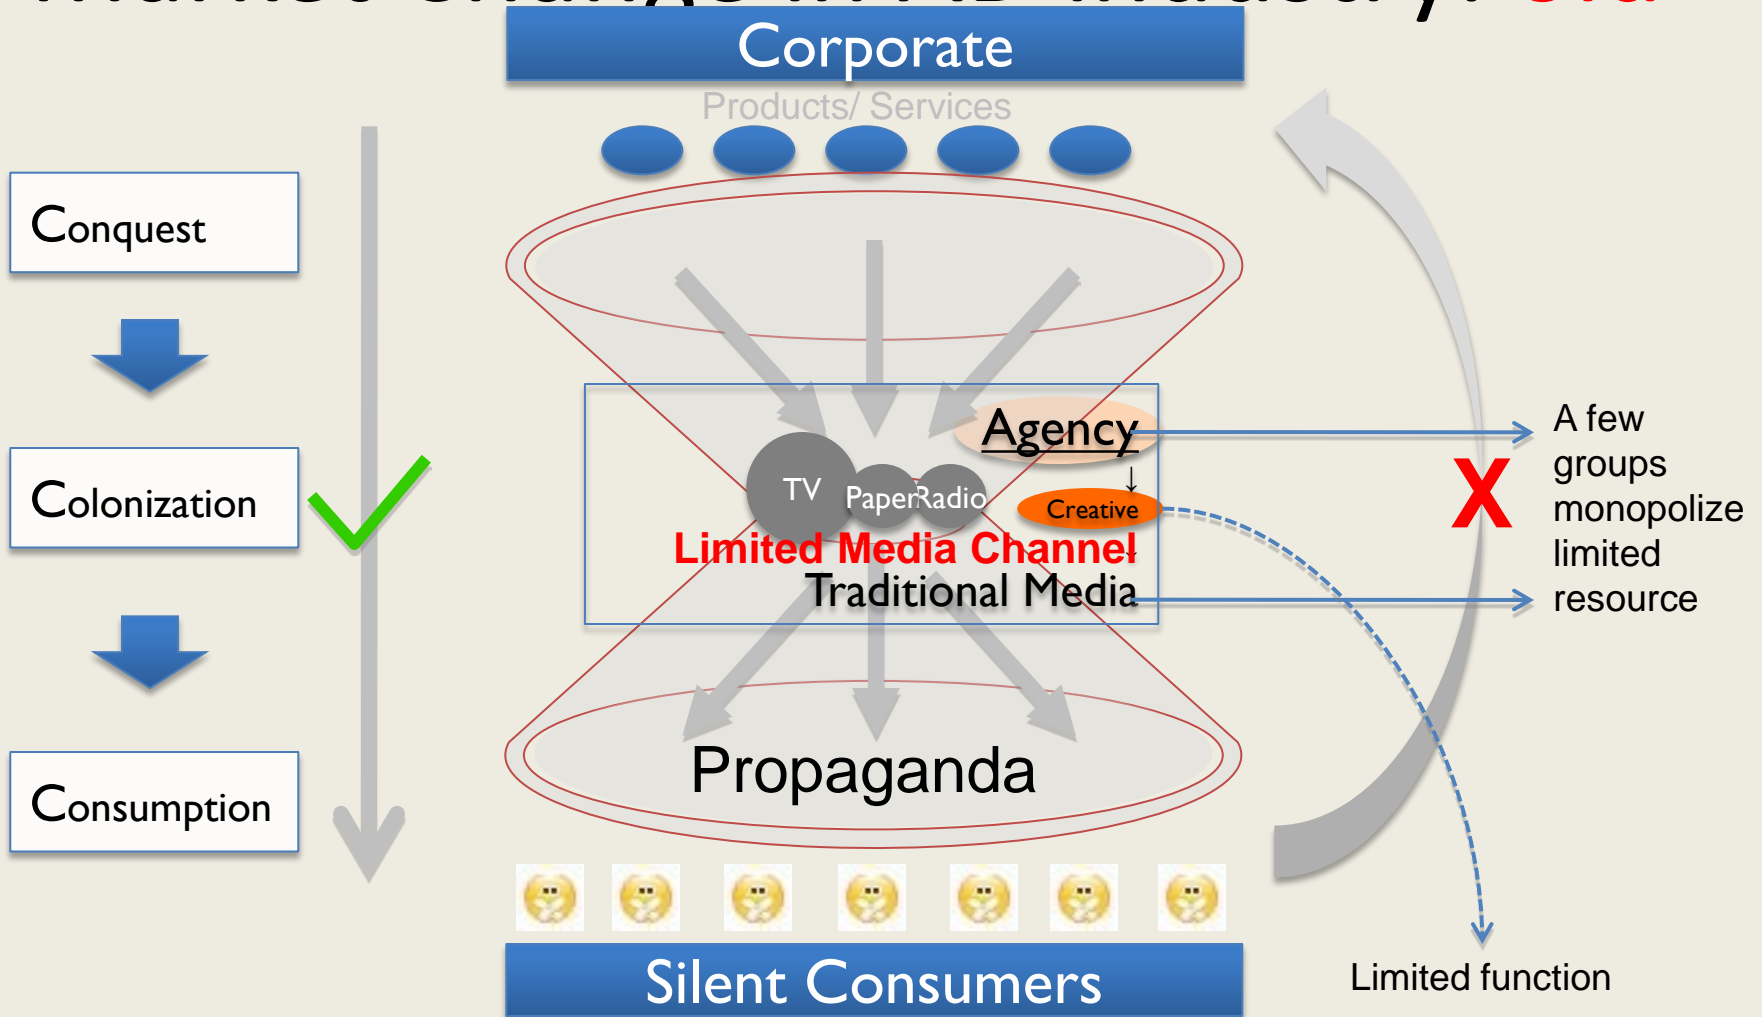 Corporate
Products/ Services
Conquest
Colonization
Consumption
Agency
↓
TV
Paper
Radio
Creative
Limited Media Channel
↓
Traditional Media
X
A few
groups
monopolize
limited
resource
Propaganda
Silent Consumers
Limited function